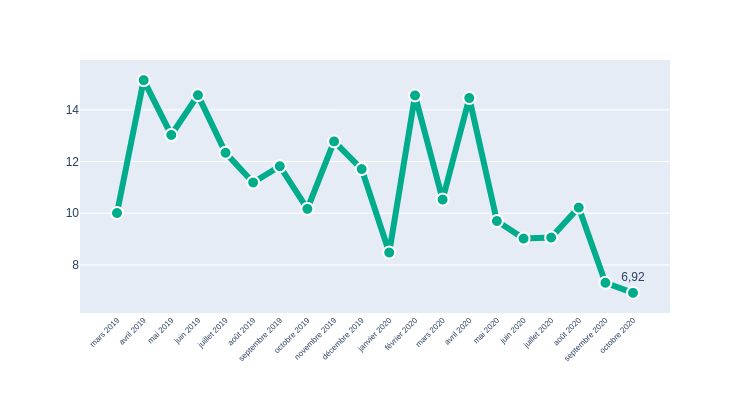 14
12
10
8
6,92
mars 2019
avril 2019
mai 2019
juin 2019
juillet 2019
août 2019
septembre 2019
octobre 2019
novembre 2019
décembre 2019
janvier 2020
février 2020
mars 2020
avril 2020
mai 2020
juin 2020
juillet 2020
août 2020
septembre 2020
octobre 2020